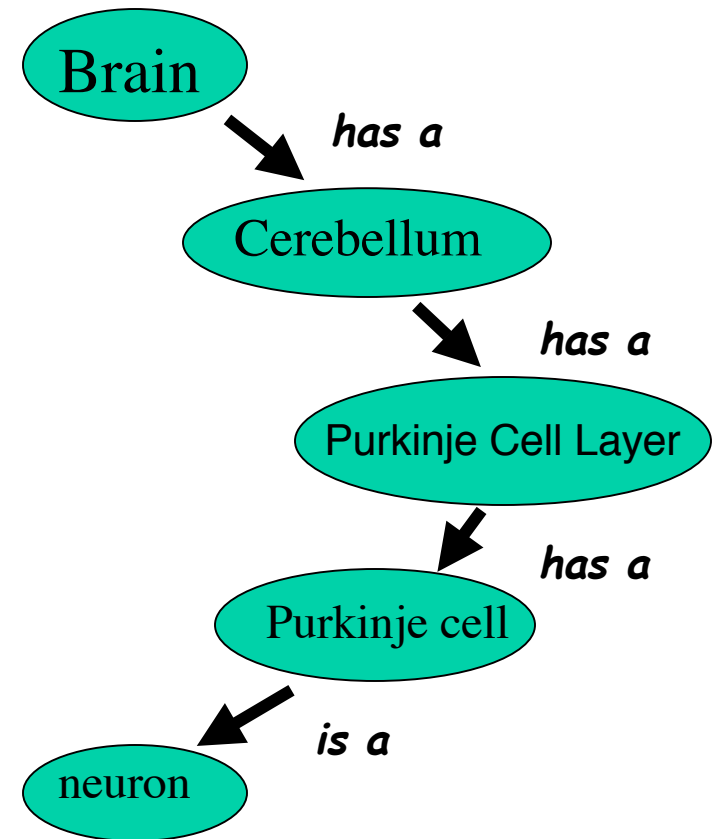 Brain
has a
Cerebellum
has a
Purkinje Cell Layer
has a
Purkinje cell
is a
neuron